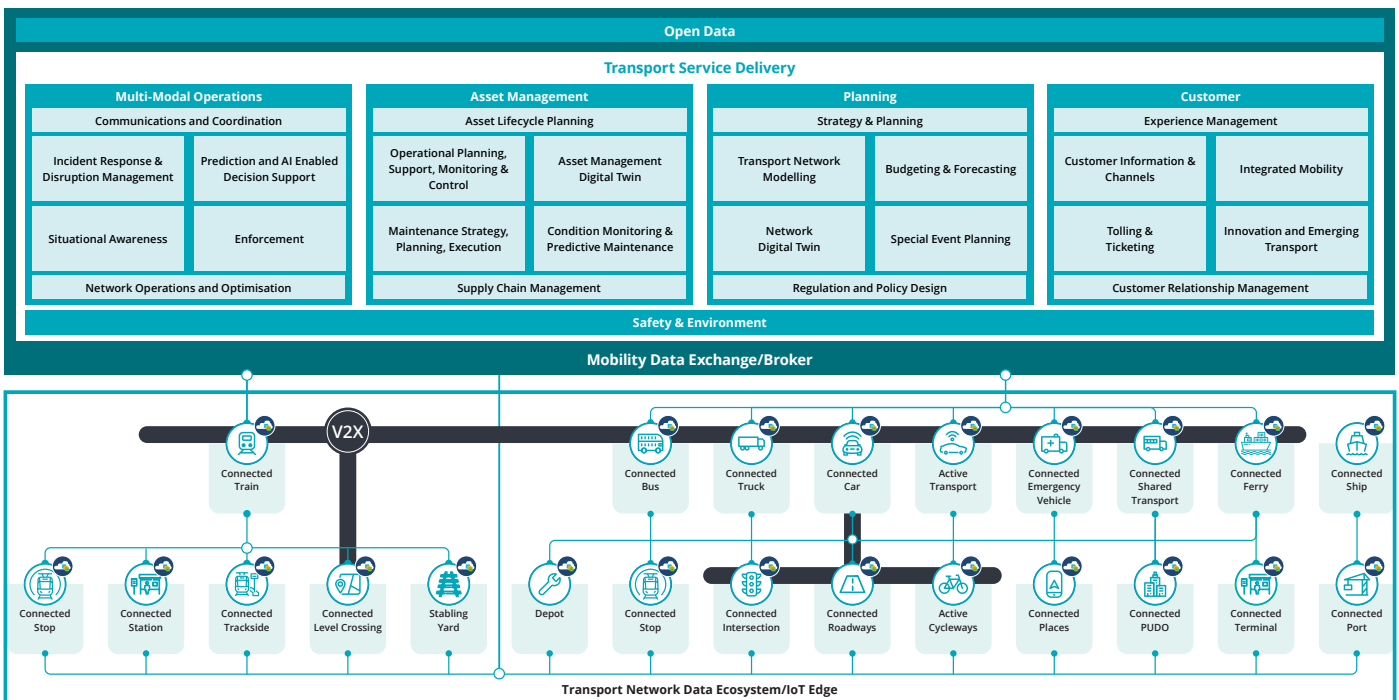 Open Data
Transport Service Delivery
Multi-Modal Operations
Communications and Coordination
Incident Response &
Disruption Management
Prediction and AI Enabled
Decision Support
Situational Awareness
Enforcement
Network Operations and Optimisation
Asset Management
Asset Lifecycle Planning
Operational Planning,
Support, Monitoring &
Control
Asset Management
Digital Twin
Maintenance Strategy,
Planning, Execution
Condition Monitoring &
Predictive Maintenance
Supply Chain Management
Planning
Strategy & Planning
Transport Network
Modelling
Budgeting & Forecasting
Network
Digital Twin
Special Event Planning
Regulation and Policy Design
Customer
Experience Management
Customer Information &
Channels
Integrated Mobility
Tolling &
Ticketing
Innovation and Emerging
Transport
Customer Relationship Management
Safety & Environment
Mobility Data Exchange/Broker
V2X
Connected
Train
Connected
Bus
Connected
Truck
Connected
Car
Active
Transport
Connected
Emergency
Vehicle
Connected
Shared
Transport
Connected
Ferry
Connected
Ship
Connected
Stop
Connected
Station
Connected
Trackside
Connected
Level Crossing
Stabling
Yard
Depot
Connected
Stop
Connected
Intersection
Connected
Roadways
Active
Cycleways
Connected
Places
Connected
PUDO
Connected
Terminal
Connected
Port
Transport Network Data Ecosystem/IoT Edge